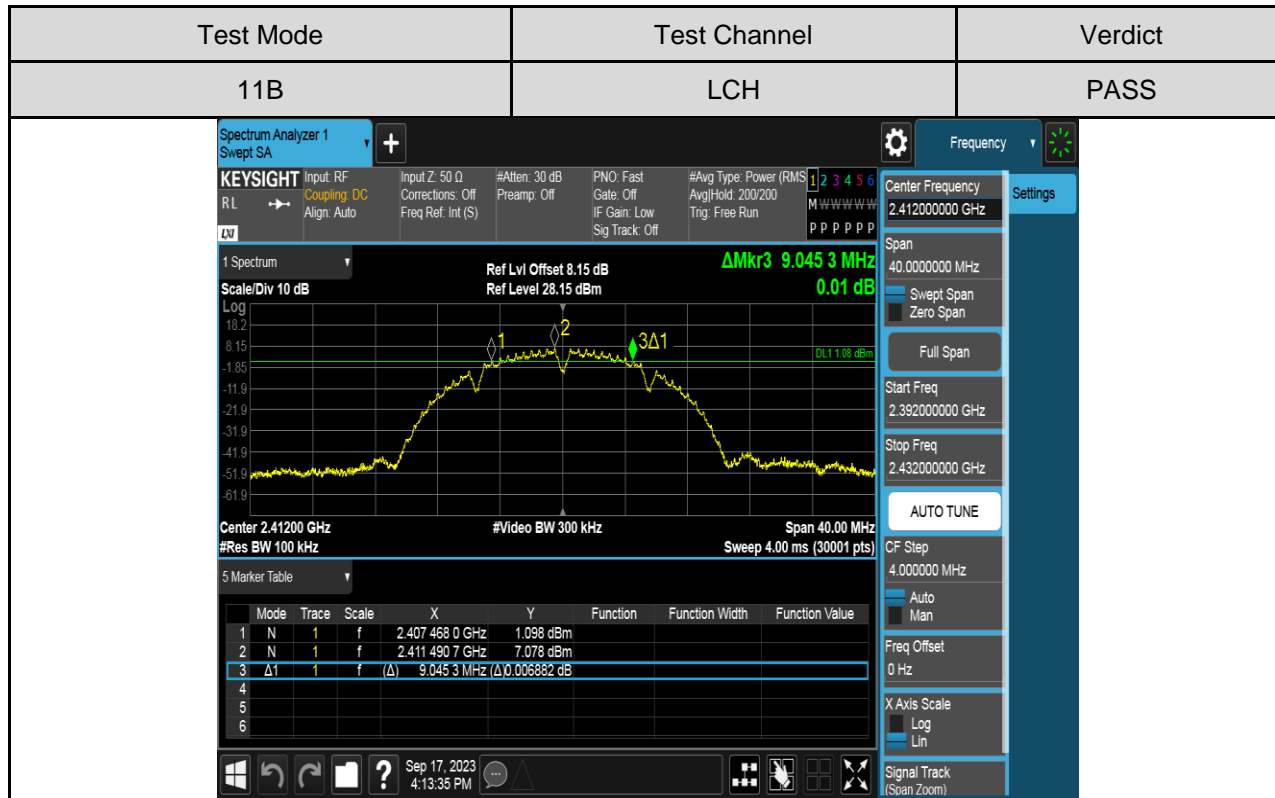 Test Mode Test Channel Verdict
11B LCH PASS
Spectrum Analyzer 1
Swept SA
Frequency
KEYSIGHT Input: RF Input Z: 50 Ω #Atten: 30 dB PNO: Fast #Avg Type: Power (RMS 1 2 3 4 5 6
RL Coupling: DC Corrections: Off Preamp: Off Gate: Off Avg|Hold: 200/200 M W W W W W
Align: Auto Freq Ref: Int (S) IF Gain: Low Trig: Free Run
LXI Sig Track: Off P P P P P P
1 Spectrum Ref Lvl Offset 8.15 dB ΔMkr3 9.045 3 MHz
Scale/Div 10 dB Ref Level 28.15 dBm 0.01 dB
Log
18.2
8.15
-1.85
-11.9
-21.9
-31.9
-41.9
-51.9
-61.9
1
2
3Δ1
DL1 1.08 dBm
Center 2.41200 GHz #Video BW 300 kHz Span 40.00 MHz
#Res BW 100 kHz Sweep 4.00 ms (30001 pts)
5 Marker Table
Mode Trace Scale X Y Function Function Width Function Value
1 N 1 f 2.407 468 0 GHz 1.098 dBm
2 N 1 f 2.411 490 7 GHz 7.078 dBm
3 Δ1 1 f (Δ) 9.045 3 MHz (Δ)0.006882 dB
4
5
6
Sep 17, 2023
4:13:35 PM
?
Center Frequency
2.412000000 GHz
Settings
Span
40.0000000 MHz
Swept Span
Zero Span
Full Span
Start Freq
2.392000000 GHz
Stop Freq
2.432000000 GHz
AUTO TUNE
CF Step
4.000000 MHz
Auto
Man
Freq Offset
0 Hz
X Axis Scale
Log
Lin
Signal Track
(Span Zoom)